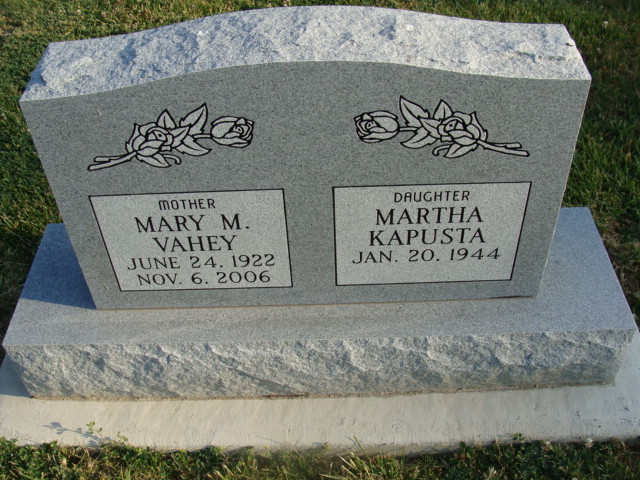 MOTHER
MARY M.
VAHEY
JUNE 24, 1922
NOV. 6, 2006
DAUGHTER
MARTHA
KAPUSTA
JAN. 20, 1944